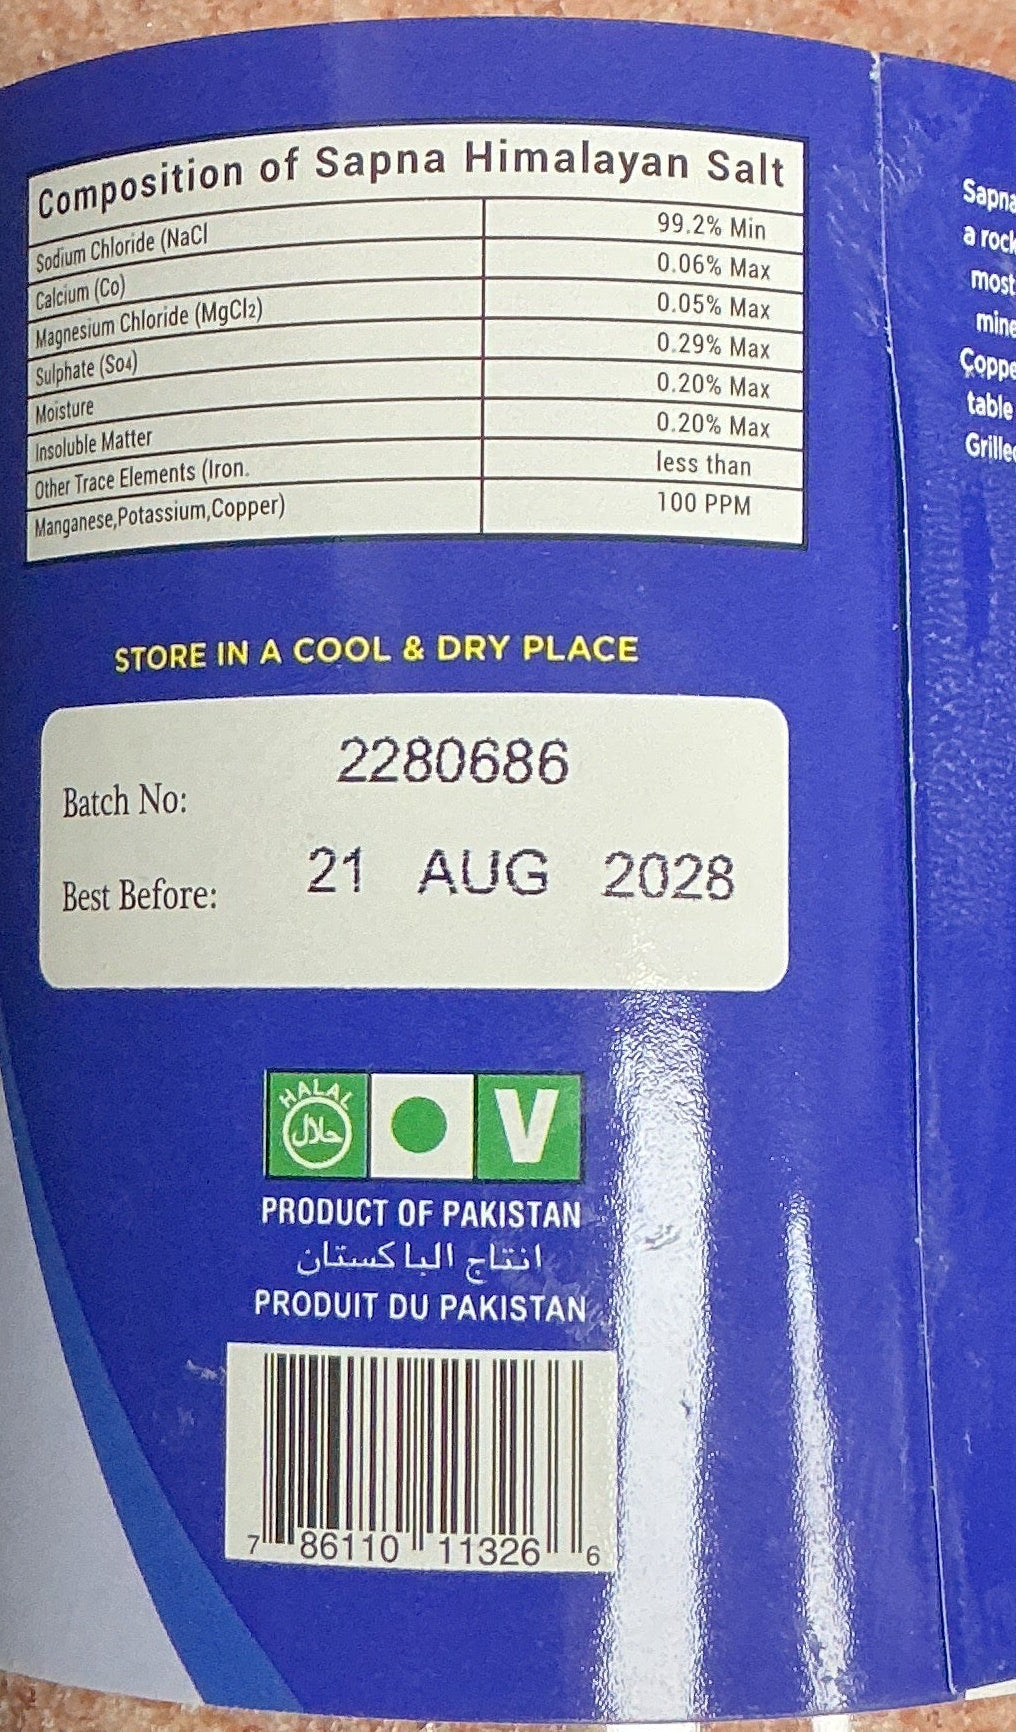 Composition of Sapna Himalayan Salt
Sodium Chloride (NaCl 99.2% Min
Calcium (Co) 0.06% Max
Magnesium Chloride (MgCl2) 0.05% Max
Sulphate (So4) 0.29% Max
Moisture 0.20% Max
Insoluble Matter 0.20% Max
Other Trace Elements (Iron. less than
Manganese,Potassium,Copper) 100 PPM
STORE IN A COOL & DRY PLACE
Batch No: 2280686
Best Before: 21 AUG 2028
HALAL
حلال
V
PRODUCT OF PAKISTAN
انتاج الباكستان
PRODUIT DU PAKISTAN
7 86110 11326 6
Sapna
a rock
most
mine
Coppe
table
Grille